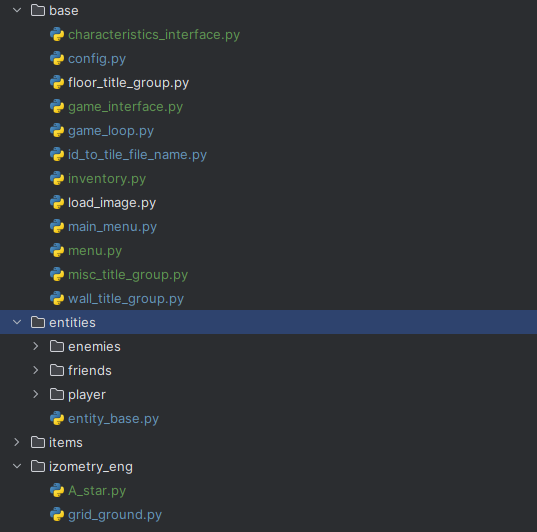 base
characteristics_interface.py
config.py
floor_title_group.py
game_interface.py
game_loop.py
id_to_tile_file_name.py
inventory.py
load_image.py
main_menu.py
menu.py
misc_title_group.py
wall_title_group.py
entities
enemies
friends
player
entity_base.py
items
izometry_eng
A_star.py
grid_ground.py